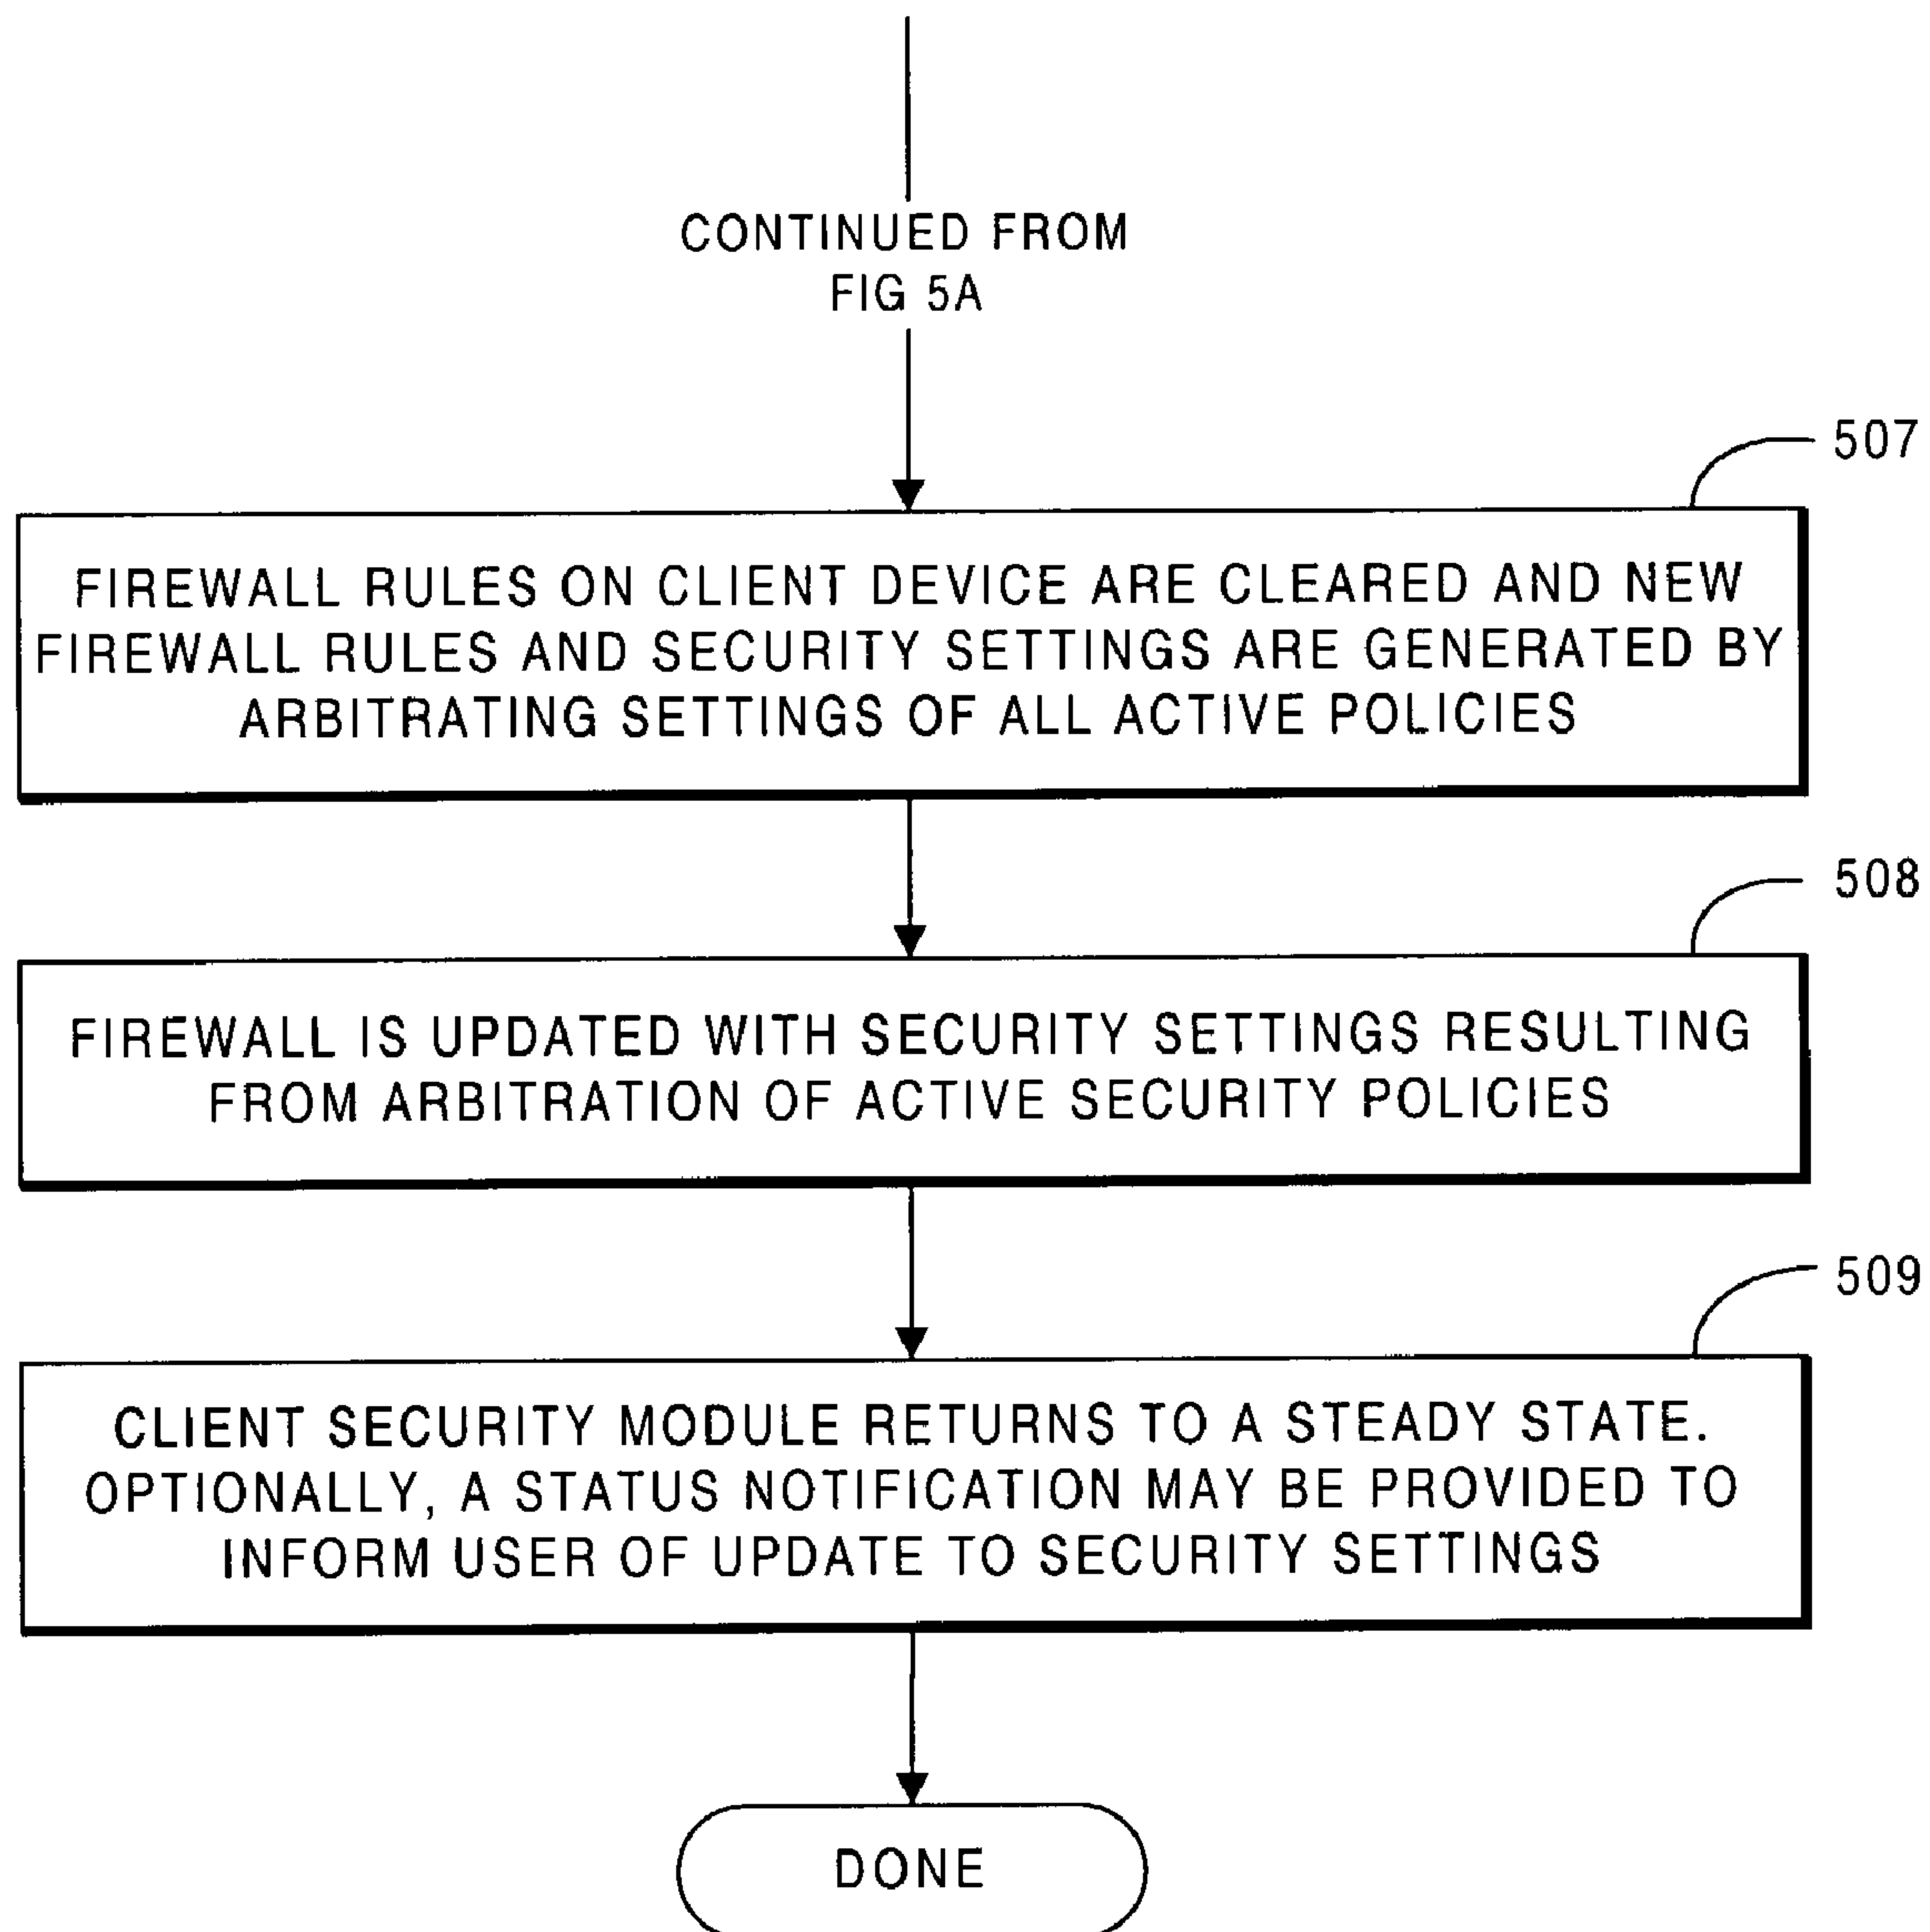 CONTINUED FROM
FIG 5A
507
FIREWALL RULES ON CLIENT DEVICE ARE CLEARED AND NEW
FIREWALL RULES AND SECURITY SETTINGS ARE GENERATED BY
ARBITRATING SETTINGS OF ALL ACTIVE POLICIES
508
FIREWALL IS UPDATED WITH SECURITY SETTINGS RESULTING
FROM ARBITRATION OF ACTIVE SECURITY POLICIES
509
CLIENT SECURITY MODULE RETURNS TO A STEADY STATE.
OPTIONALLY, A STATUS NOTIFICATION MAY BE PROVIDED TO
INFORM USER OF UPDATE TO SECURITY SETTINGS
DONE